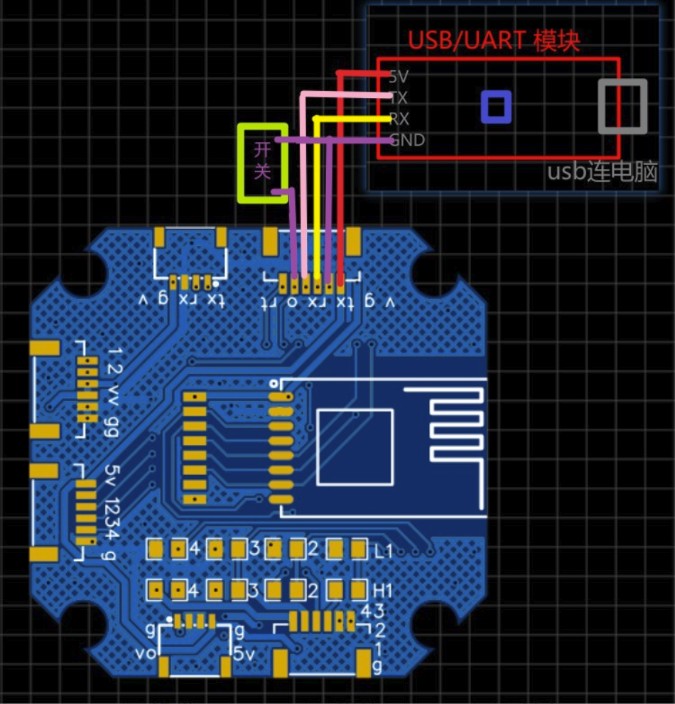 USB/UART 模块
5V
TX
RX
GND
usb连电脑
开
关
tx rx g v
v g tx rx o rt
1 2 vv gg
5v 1234 g
4 3 2 L1
4 3 2 H1
g g
vo 5v
43
2
1
g